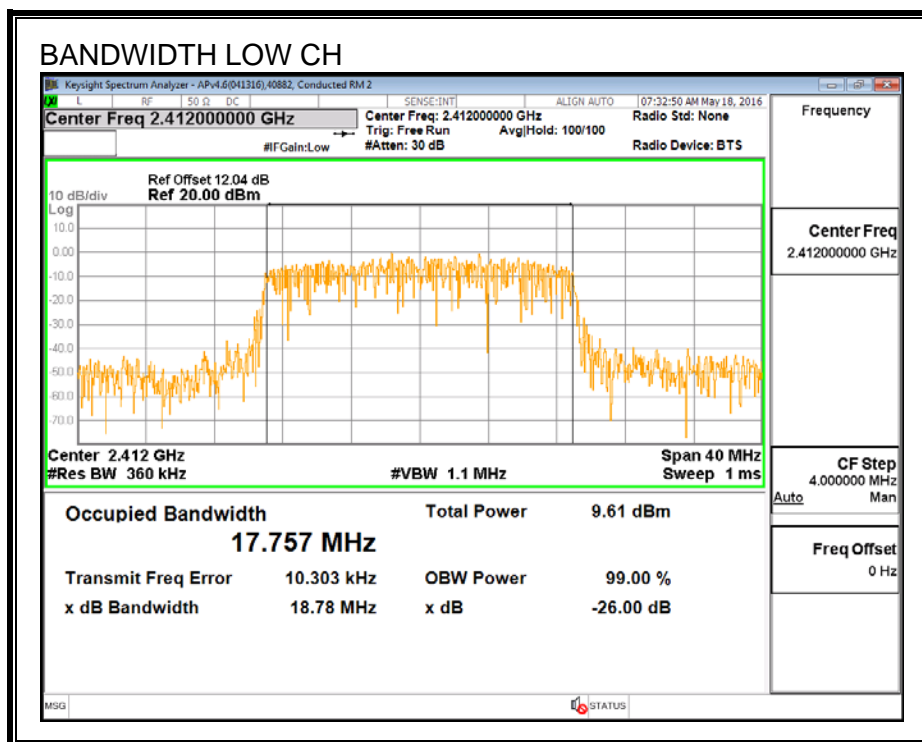 BANDWIDTH LOW CH
Keysight Spectrum Analyzer - APv4.6(041316),40882, Conducted RM 2
LXI L RF 50 Ω DC SENSE:INT ALIGN AUTO 07:32:50 AM May 18, 2016
Center Freq 2.412000000 GHz
Center Freq: 2.412000000 GHz
Radio Std: None
Trig: Free Run Avg|Hold: 100/100
#IFGain:Low #Atten: 30 dB Radio Device: BTS
Ref Offset 12.04 dB
10 dB/div Ref 20.00 dBm
Log
10.0
0.00
-10.0
-20.0
-30.0
-40.0
-50.0
-60.0
-70.0
Center 2.412 GHz Span 40 MHz
#Res BW 360 kHz #VBW 1.1 MHz Sweep 1 ms
Occupied Bandwidth Total Power 9.61 dBm
17.757 MHz
Transmit Freq Error 10.303 kHz OBW Power 99.00 %
x dB Bandwidth 18.78 MHz x dB -26.00 dB
Frequency
Center Freq
2.412000000 GHz
CF Step
4.000000 MHz
Auto Man
Freq Offset
0 Hz
MSG STATUS